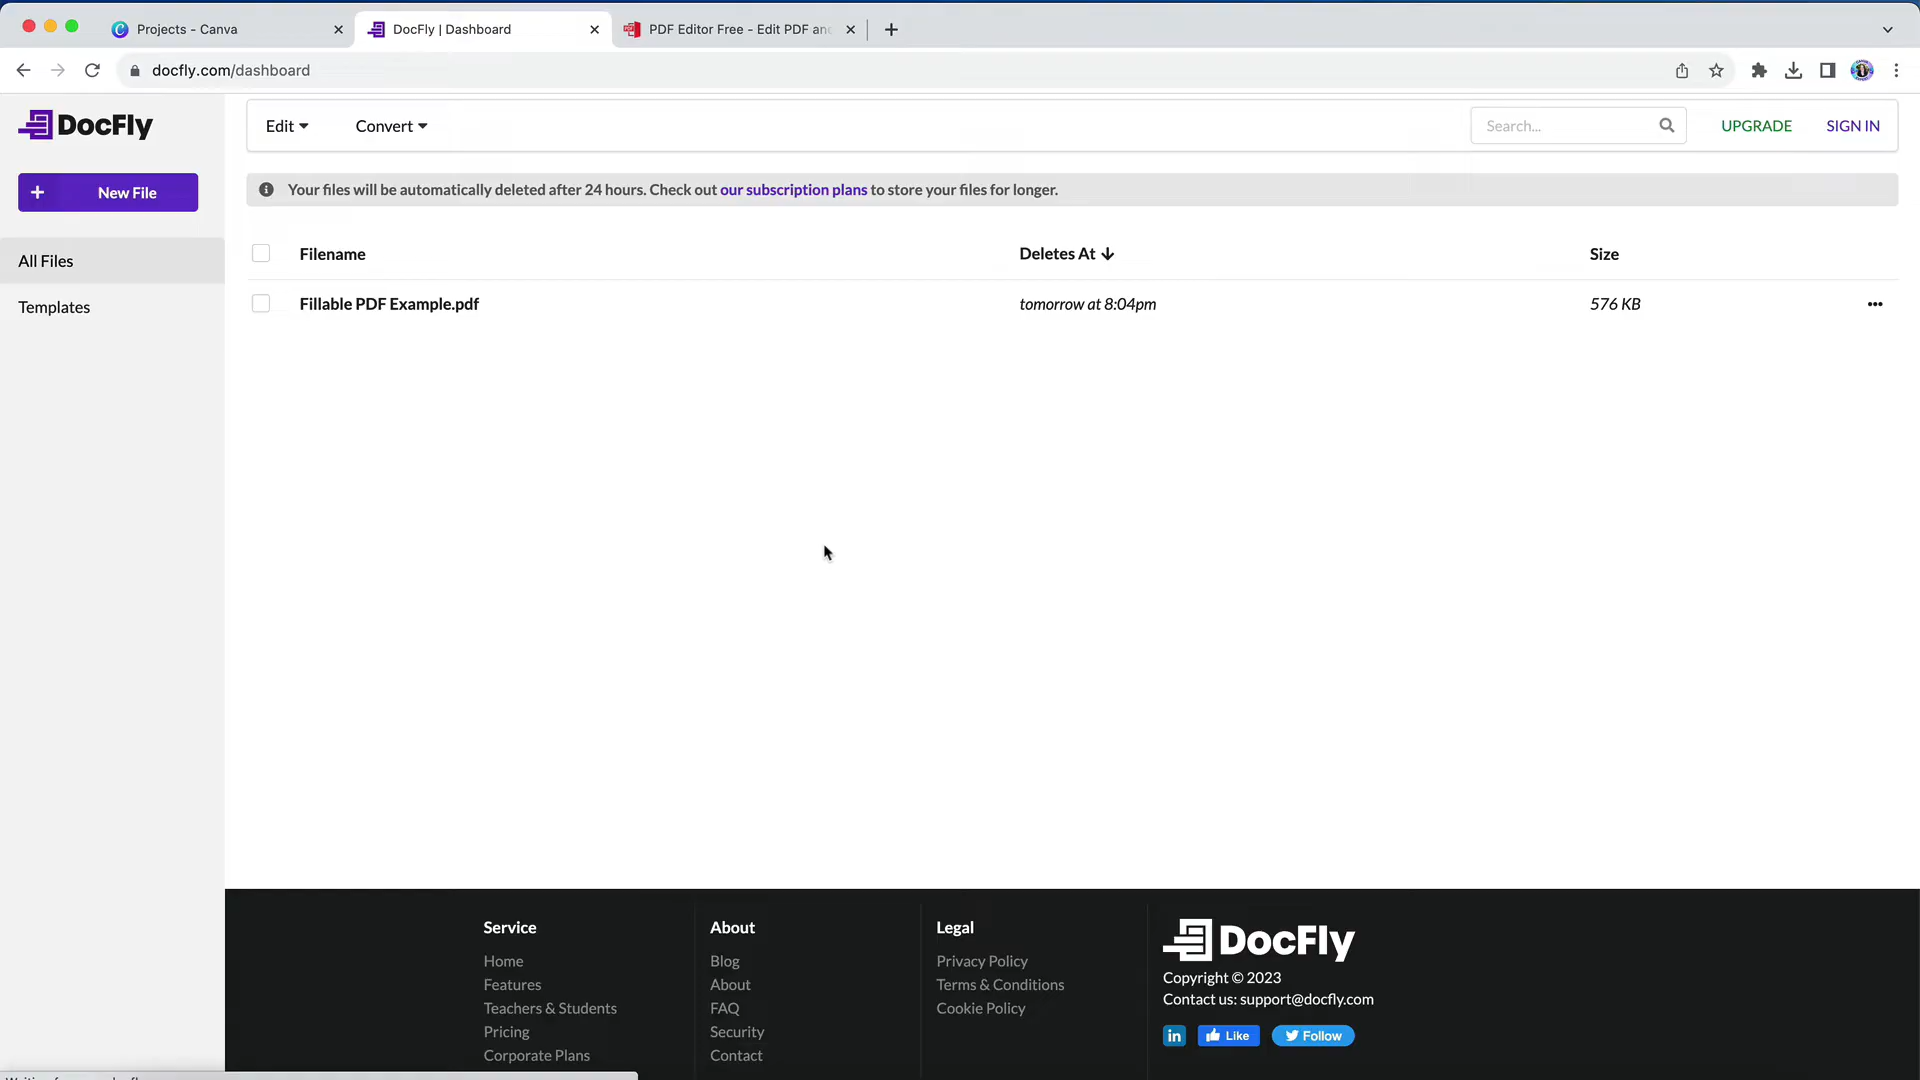 Projects - Canva
DocFly | Dashboard
PDF Editor Free - Edit PDF an
docfly.com/dashboard
DocFly
Edit
Convert
Search...
UPGRADE
SIGN IN
New File
Your files will be automatically deleted after 24 hours. Check out our subscription plans to store your files for longer.
All Files
Templates
Filename
Deletes At
Size
Fillable PDF Example.pdf
tomorrow at 8:04pm
576 KB
Service
Home
Features
Teachers & Students
Pricing
Corporate Plans
About
Blog
About
FAQ
Security
Contact
Legal
Privacy Policy
Terms & Conditions
Cookie Policy
DocFly
Copyright © 2023
Contact us: support@docfly.com
in
Like
Follow